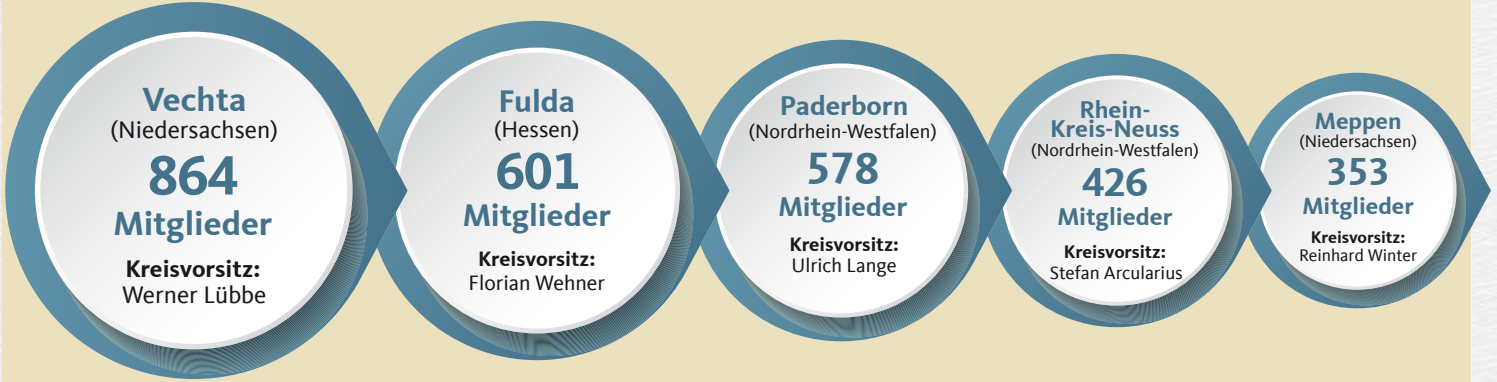 Vechta
(Niedersachsen)
864
Mitglieder
Kreisvorsitz:
Werner Lübbe
Fulda
(Hessen)
601
Mitglieder
Kreisvorsitz:
Florian Wehner
Paderborn
(Nordrhein-Westfalen)
578
Mitglieder
Kreisvorsitz:
Ulrich Lange
Rhein-
Kreis-Neuss
(Nordrhein-Westfalen)
426
Mitglieder
Kreisvorsitz:
Stefan Arcularius
Meppen
(Niedersachsen)
353
Mitglieder
Kreisvorsitz:
Reinhard Winter